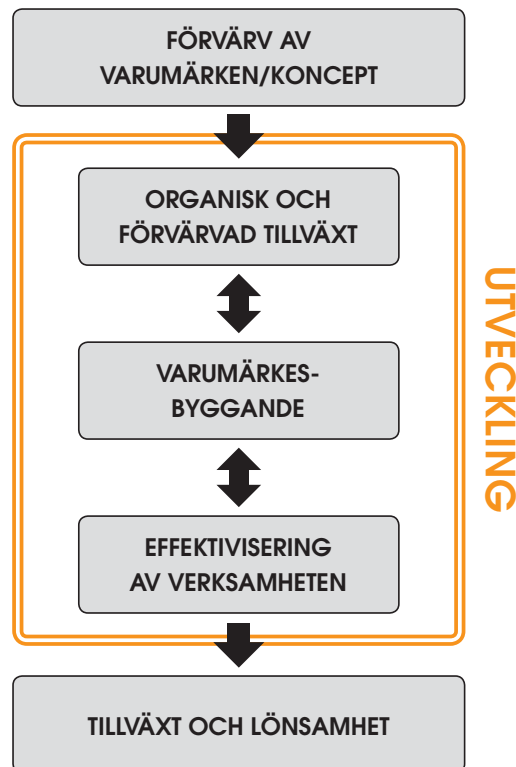 FÖRVÄRV AV
VARUMÄRKEN/KONCEPT
ORGANISK OCH
FÖRVÄRVAD TILLVÄXT
VARUMÄRKES-
BYGGANDE
EFFEKTIVISERING
AV VERKSAMHETEN
UTVECKLING
TILLVÄXT OCH LÖNSAMHET